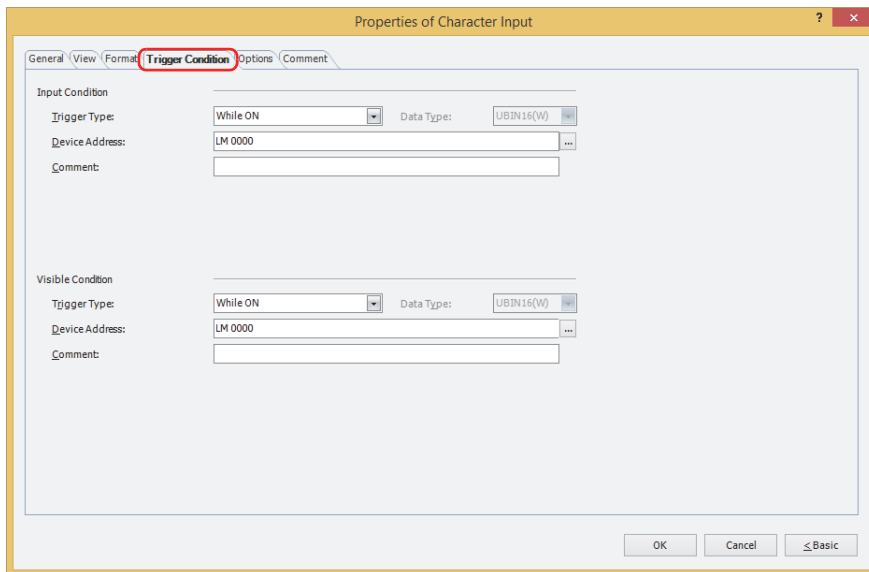 Properties of Character Input
? ×
General View Format Trigger Condition Options Comment
Input Condition
Trigger Type: While ON Data Type: UBIN16(W)
Device Address: LM 0000 ...
Comment:
Visible Condition
Trigger Type: While ON Data Type: UBIN16(W)
Device Address: LM 0000 ...
Comment:
OK Cancel < Basic